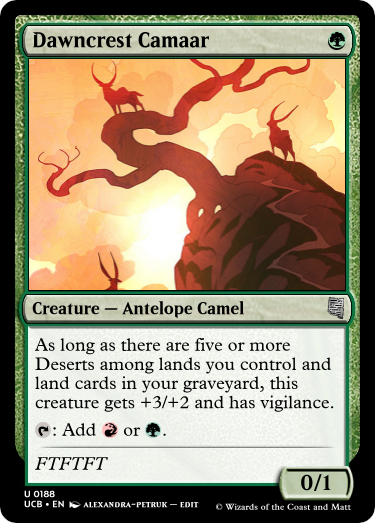 Dawncrest Camaar
Creature — Antelope Camel
As long as there are five or more
Deserts among lands you control and
land cards in your graveyard, this
creature gets +3/+2 and has vigilance.
: Add or .
FTFTFT
0/1
U 0188
UCB • EN ALEXANDRA-PETRUK — EDIT
© Wizards of the Coast and Matt